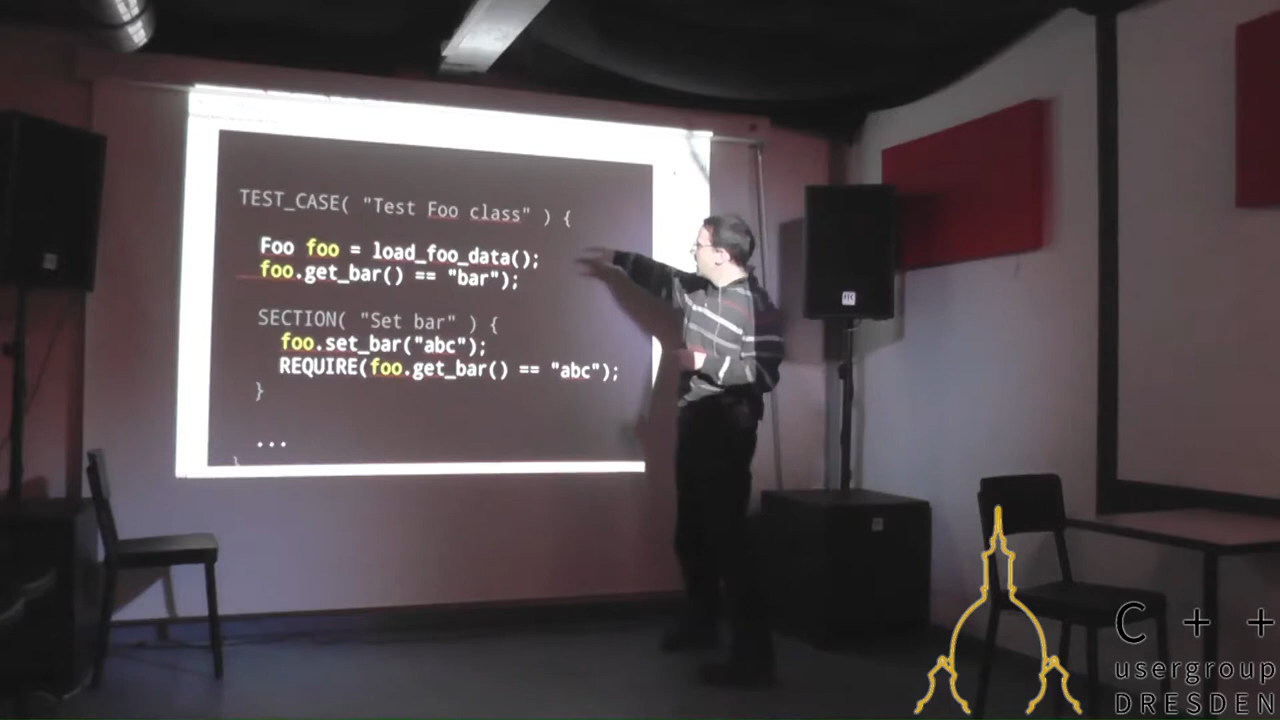 TEST_CASE( "Test Foo class" ) {
Foo foo = load_foo_data();
foo.get_bar() == "bar");
SECTION( "Set bar" ) {
foo.set_bar("abc");
REQUIRE(foo.get_bar() == "abc");
}
...
}
C++
usergroup
DRESDEN